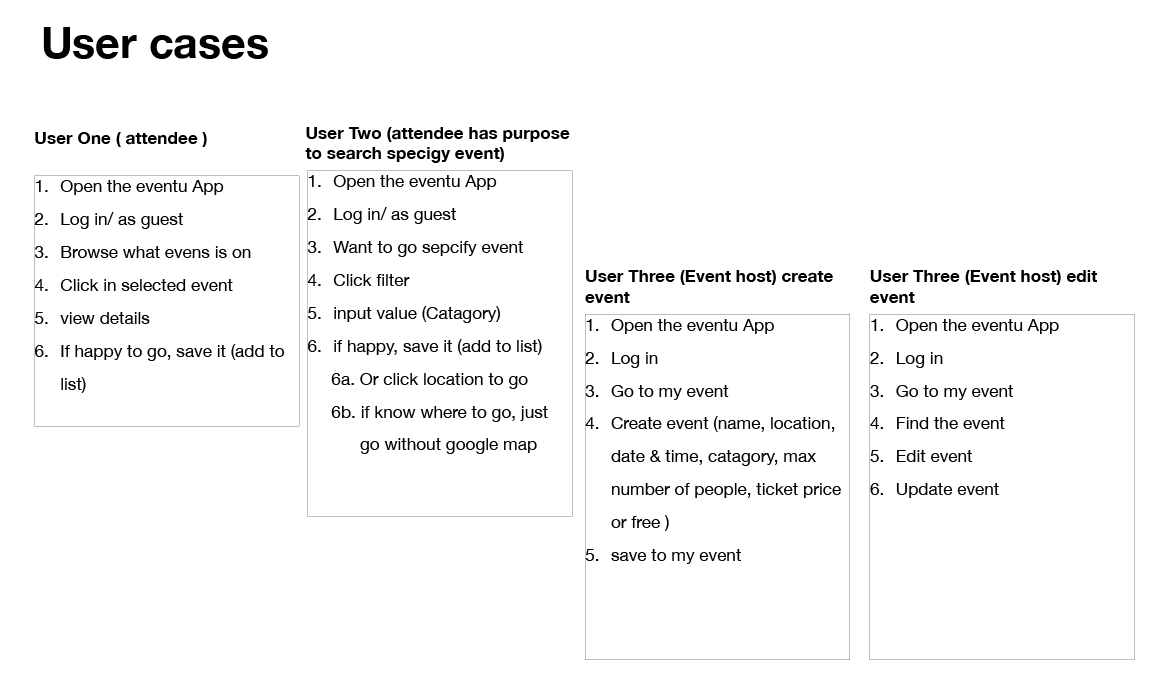 User cases
User One ( attendee )
1. Open the eventu App
2. Log in/ as guest
3. Browse what evens is on
4. Click in selected event
5. view details
6. If happy to go, save it (add to
list)
User Two (attendee has purpose
to search specigy event)
1. Open the eventu App
2. Log in/ as guest
3. Want to go sepcify event
4. Click filter
5. input value (Catagory)
6. if happy, save it (add to list)
6a. Or click location to go
6b. if know where to go, just
go without google map
User Three (Event host) create
event
1. Open the eventu App
2. Log in
3. Go to my event
4. Create event (name, location,
date & time, catagory, max
number of people, ticket price
or free )
5. save to my event
User Three (Event host) edit
event
1. Open the eventu App
2. Log in
3. Go to my event
4. Find the event
5. Edit event
6. Update event